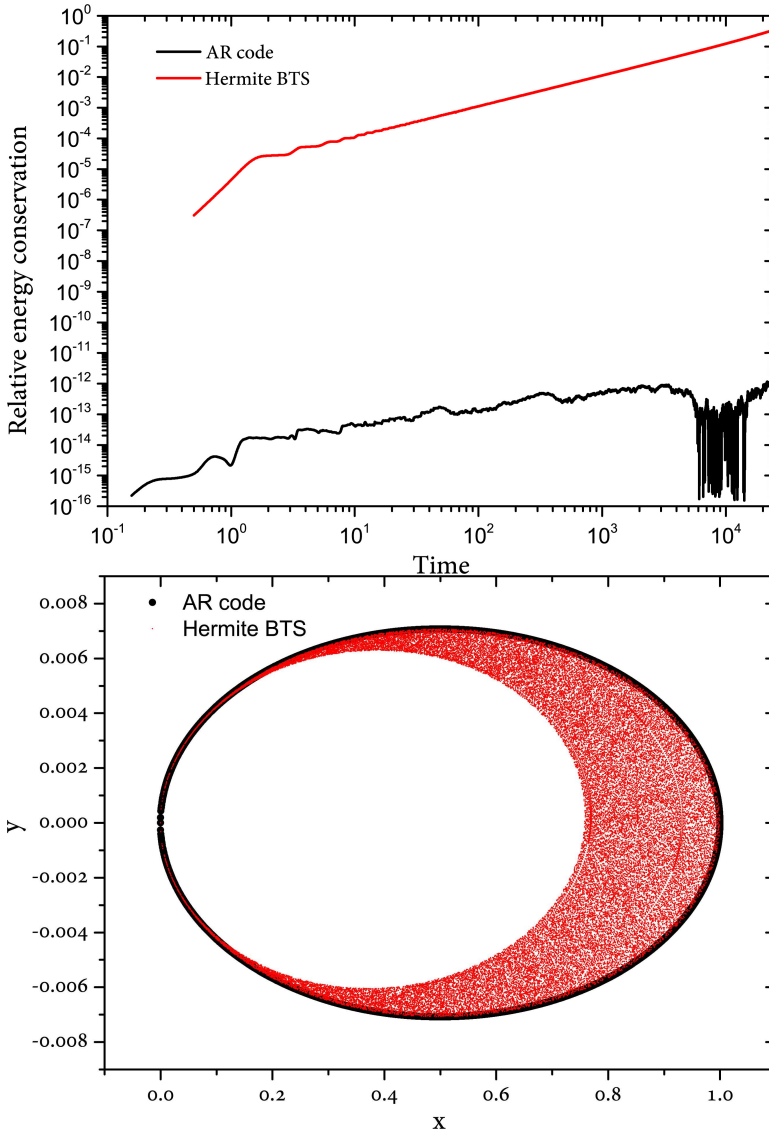 10^0
10^-1
10^-2
10^-3
10^-4
10^-5
10^-6
10^-7
10^-8
10^-9
10^-10
10^-11
10^-12
10^-13
10^-14
10^-15
10^-16
Relative energy conservation
AR code
Hermite BTS
10^-1 10^0 10^1 10^2 10^3 10^4
Time
0.008
0.006
0.004
0.002
0.000
-0.002
-0.004
-0.006
-0.008
y
AR code
Hermite BTS
0.0 0.2 0.4 0.6 0.8 1.0
x